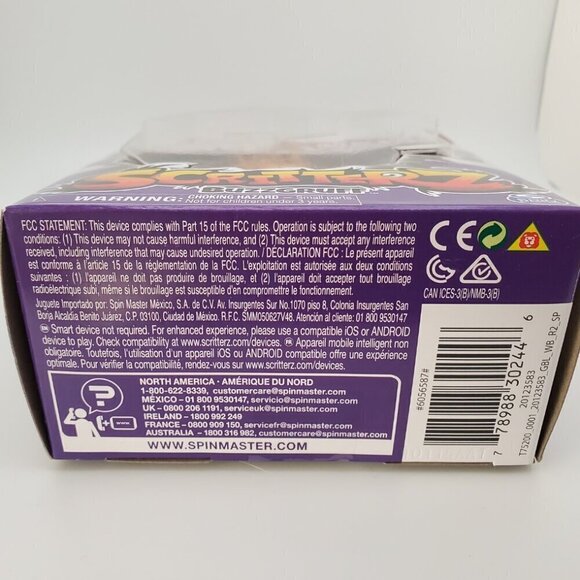 SCRITTERZ
BUZZGRUFF
WARNING: CHOKING HAZARD — Small parts.
Not for children under 3 years.
FCC STATEMENT: This device complies with Part 15 of the FCC rules. Operation is subject to the following two
conditions: (1) This device may not cause harmful interference, and (2) This device must accept any interference
received, including interference that may cause undesired operation. / DÉCLARATION FCC : Le présent appareil
est conforme à l'article 15 de la réglementation de la FCC. L'exploitation est autorisée aux deux conditions
suivantes : (1) l'appareil ne doit pas produire de brouillage, et (2) l'appareil doit accepter tout brouillage
radioélectrique subi, même si le brouillage est susceptible d'en compromettre le fonctionnement.
Juguete Importado por: Spin Master México, S.A. de C.V. Av. Insurgentes Sur No.1070 piso 8, Colonia Insurgentes San
Borja Alcaldia Benito Juárez, C.P. 03100, Ciudad de México. R.F.C. SMM050627V48. Atención al cliente: 01 800 9530147
EN Smart device not required. For enhanced experience, please use a compatible iOS or ANDROID
device to play. Check compatibility at www.scritterz.com/devices. FR Appareil mobile intelligent non
obligatoire. Toutefois, l'utilisation d'un appareil iOS ou ANDROID compatible est recommandée
pour améliorer l'expérience. Pour vérifier la compatibilité : www.scritterz.com/devices.
NORTH AMERICA • AMÉRIQUE DU NORD
1-800-622-8339, customercare@spinmaster.com
MÉXICO - 01 800 9530147, servicio@spinmaster.com
UK - 0800 206 1191, serviceuk@spinmaster.com
IRELAND - 1800 992 249
FRANCE - 0800 909 150, servicefr@spinmaster.com
AUSTRALIA - 1800 316 982, customercare@spinmaster.com
www
WWW.SPINMASTER.COM
CE
CAN ICES-3(B)/NMB-3(B)
#6056587#
7 78988 30244 6
20123583
T75200_0001_20123583_GBL_WB_R2_SP